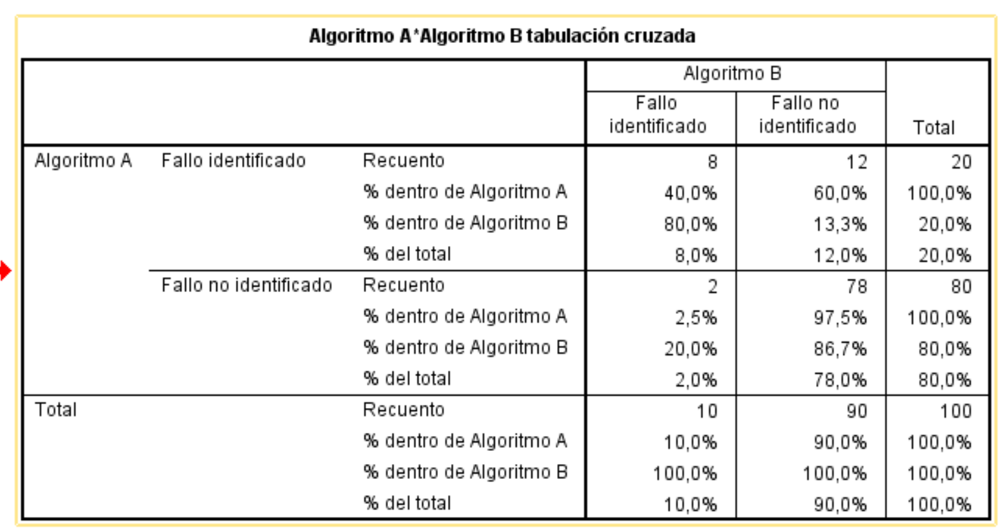 Algoritmo A*Algoritmo B tabulación cruzada
Algoritmo B
Fallo identificado Fallo no identificado Total
Algoritmo A Fallo identificado Recuento 8 12 20
% dentro de Algoritmo A 40,0% 60,0% 100,0%
% dentro de Algoritmo B 80,0% 13,3% 20,0%
% del total 8,0% 12,0% 20,0%
Fallo no identificado Recuento 2 78 80
% dentro de Algoritmo A 2,5% 97,5% 100,0%
% dentro de Algoritmo B 20,0% 86,7% 80,0%
% del total 2,0% 78,0% 80,0%
Total Recuento 10 90 100
% dentro de Algoritmo A 10,0% 90,0% 100,0%
% dentro de Algoritmo B 100,0% 100,0% 100,0%
% del total 10,0% 90,0% 100,0%